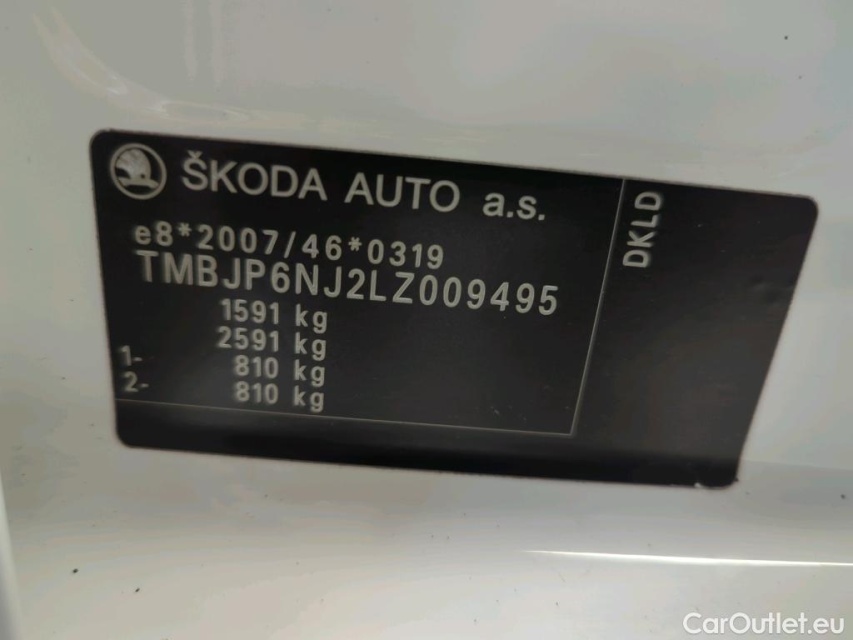 ŠKODA AUTO a.s.
e8*2007/46*0319
TMBJP6NJ2LZ009495
1591 kg
2591 kg
1- 810 kg
2- 810 kg
DKLD
CarOutlet.eu